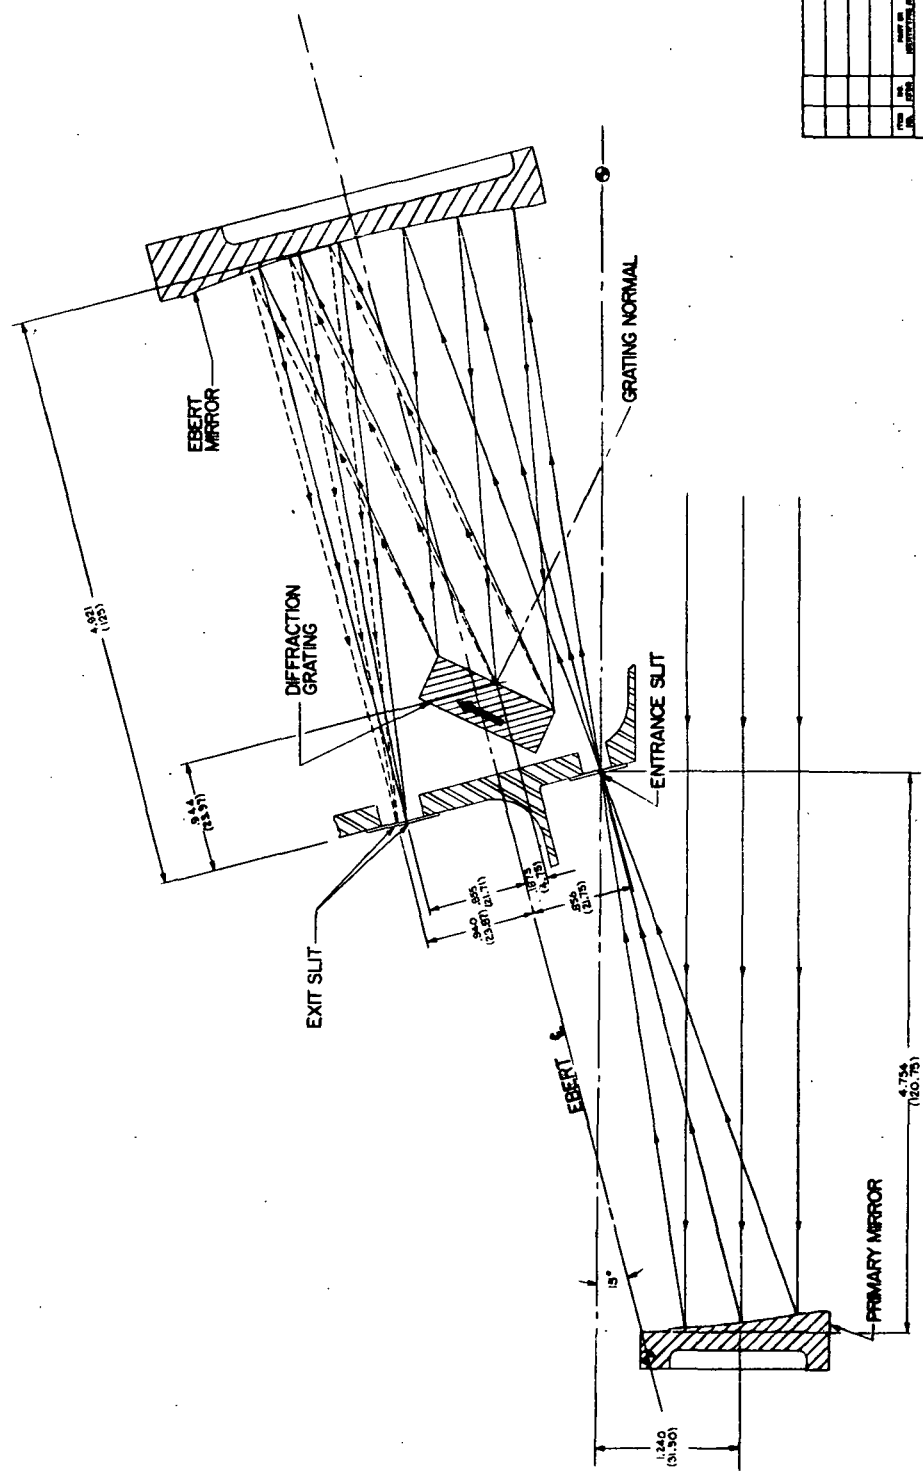 4.921
(125)
EBERT
MIRROR
.944
(23.97)
DIFFRACTION
GRATING
GRATING NORMAL
EXIT SLIT
.940
(23.87)
.855
(21.71)
(4.75)
.856
(21.75)
ENTRANCE SLIT
EBERT ℄
15°
4.754
(120.75)
PRIMARY MIRROR
1.240
(31.50)